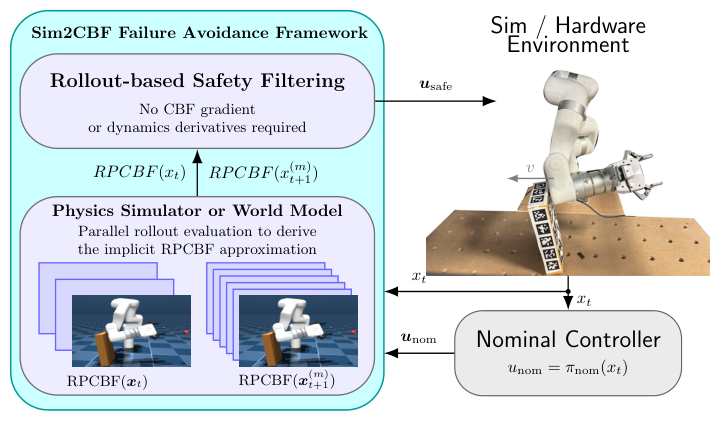 Sim2CBF Failure Avoidance Framework
Rollout-based Safety Filtering
No CBF gradient
or dynamics derivatives required
RPCBF(x_t)
RPCBF(x_{t+1}^{(m)})
Physics Simulator or World Model
Parallel rollout evaluation to derive
the implicit RPCBF approximation
RPCBF(x_t)
RPCBF(x_{t+1}^{(m)})
u_safe
Sim / Hardware
Environment
v
x_t
x_t
u_nom
Nominal Controller
u_nom = π_nom(x_t)